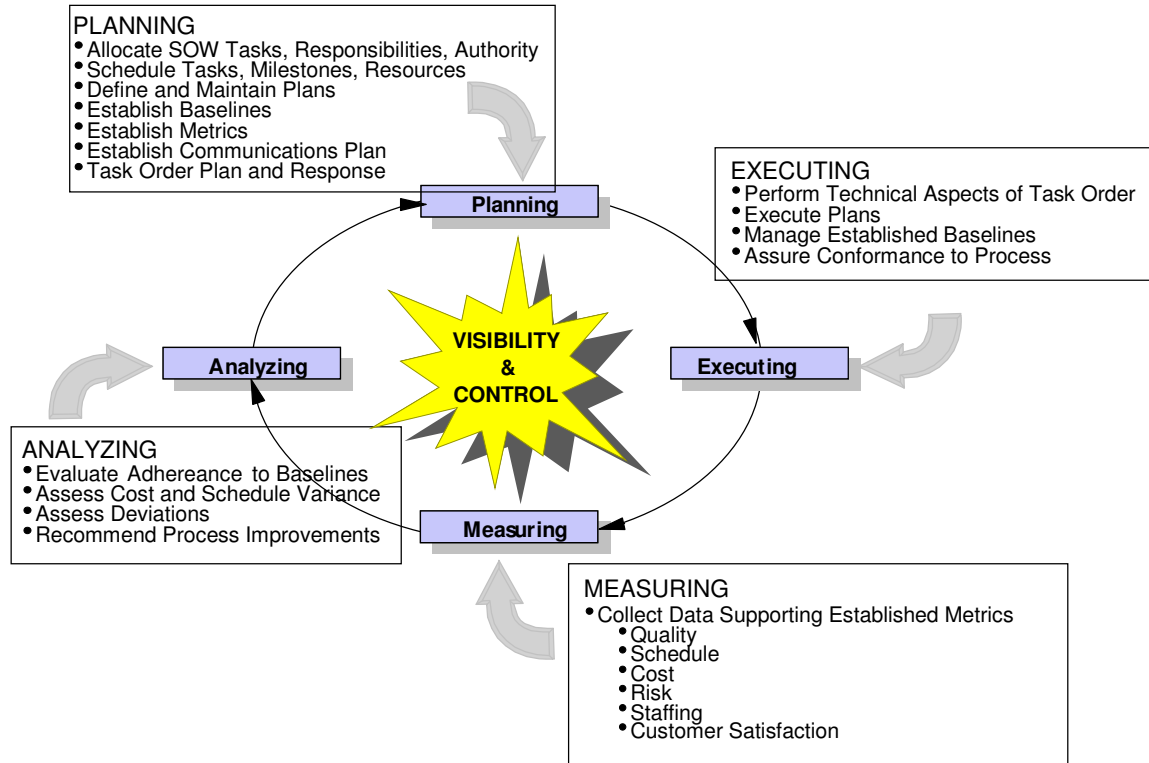 PLANNING
• Allocate SOW Tasks, Responsibilities, Authority
• Schedule Tasks, Milestones, Resources
• Define and Maintain Plans
• Establish Baselines
• Establish Metrics
• Establish Communications Plan
• Task Order Plan and Response
EXECUTING
• Perform Technical Aspects of Task Order
• Execute Plans
• Manage Established Baselines
• Assure Conformance to Process
Planning
VISIBILITY
&
CONTROL
Analyzing
Executing
ANALYZING
• Evaluate Adhereance to Baselines
• Assess Cost and Schedule Variance
• Assess Deviations
• Recommend Process Improvements
Measuring
MEASURING
• Collect Data Supporting Established Metrics
• Quality
• Schedule
• Cost
• Risk
• Staffing
• Customer Satisfaction